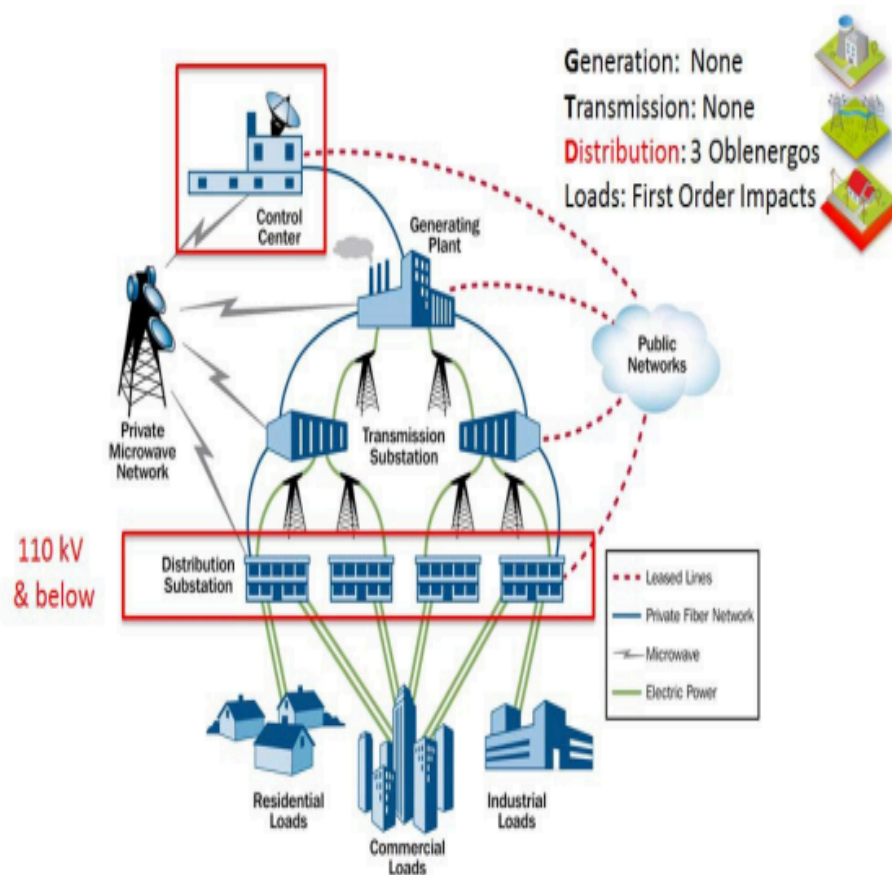 Generation: None
Transmission: None
Distribution: 3 Oblenergos
Loads: First Order Impacts
Control
Center
Generating
Plant
Public
Networks
Private
Microwave
Network
Transmission
Substation
110 kV
& below
Distribution
Substation
Leased Lines
Private Fiber Network
Microwave
Electric Power
Residential
Loads
Commercial
Loads
Industrial
Loads